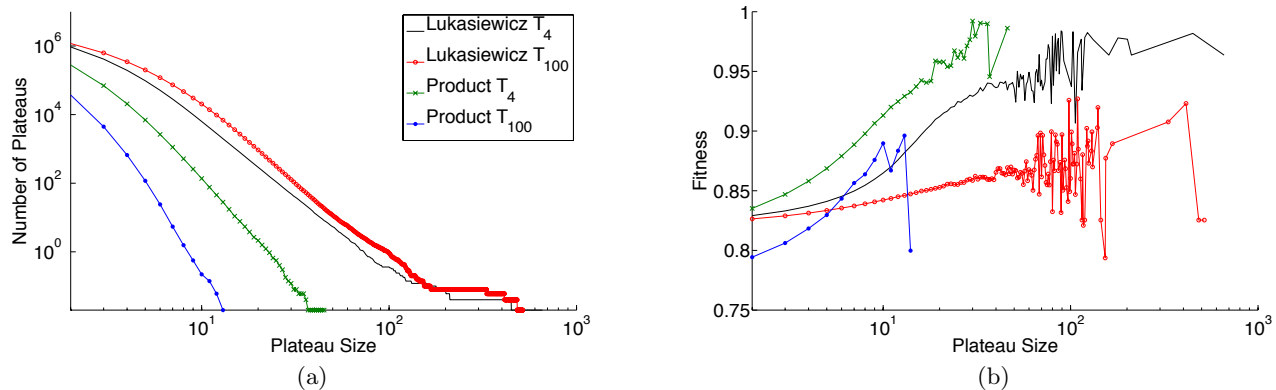 Number of Plateaus
10^6
10^4
10^2
10^0
10^1
10^2
10^3
Plateau Size
Lukasiewicz T_4
Lukasiewicz T_100
Product T_4
Product T_100
(a)
Fitness
1
0.95
0.9
0.85
0.8
0.75
10^1
10^2
10^3
Plateau Size
(b)